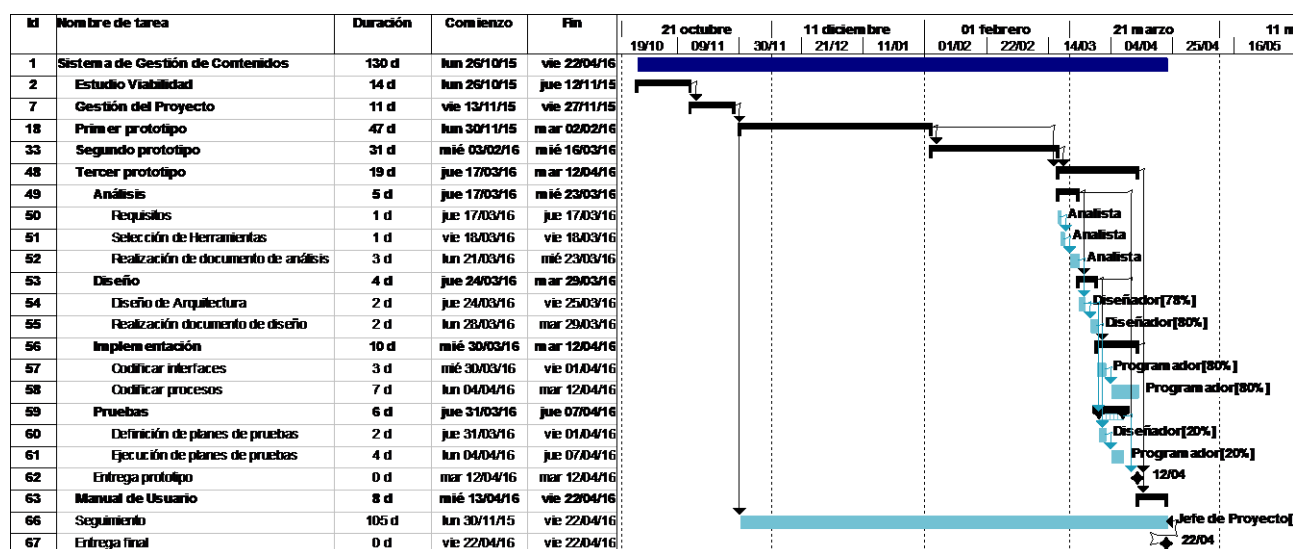 Id Nombre de tarea Duración Comienzo Fin
21 octubre 11 diciembre 01 febrero 21 marzo 11 m
19/10 09/11 30/11 21/12 11/01 01/02 22/02 14/03 04/04 25/04 16/05
1 Sistema de Gestión de Contenidos 130 d lun 26/10/15 vie 22/04/16
2 Estudio Viabilidad 14 d lun 26/10/15 jue 12/11/15
7 Gestión del Proyecto 11 d vie 13/11/15 vie 27/11/15
18 Primer prototipo 47 d lun 30/11/15 mar 02/02/16
33 Segundo prototipo 31 d mié 03/02/16 mié 16/03/16
48 Tercer prototipo 19 d jue 17/03/16 mar 12/04/16
49 Análisis 5 d jue 17/03/16 mié 23/03/16
50 Requisitos 1 d jue 17/03/16 jue 17/03/16 Analista
51 Selección de Herramientas 1 d vie 18/03/16 vie 18/03/16 Analista
52 Realización de documento de análisis 3 d lun 21/03/16 mié 23/03/16 Analista
53 Diseño 4 d jue 24/03/16 mar 29/03/16
54 Diseño de Arquitectura 2 d jue 24/03/16 vie 25/03/16 Diseñador[78%]
55 Realización documento de diseño 2 d lun 28/03/16 mar 29/03/16 Diseñador[80%]
56 Implementación 10 d mié 30/03/16 mar 12/04/16
57 Codificar interfaces 3 d mié 30/03/16 vie 01/04/16 Programador[80%]
58 Codificar procesos 7 d lun 04/04/16 mar 12/04/16 Programador[80%]
59 Pruebas 6 d jue 31/03/16 jue 07/04/16
60 Definición de planes de pruebas 2 d jue 31/03/16 vie 01/04/16 Diseñador[20%]
61 Ejecución de planes de pruebas 4 d lun 04/04/16 jue 07/04/16 Programador[20%]
62 Entrega prototipo 0 d mar 12/04/16 mar 12/04/16 12/04
63 Manual de Usuario 8 d mié 13/04/16 vie 22/04/16
66 Seguimiento 105 d lun 30/11/15 vie 22/04/16 Jefe de Proyecto[
67 Entrega final 0 d vie 22/04/16 vie 22/04/16 22/04